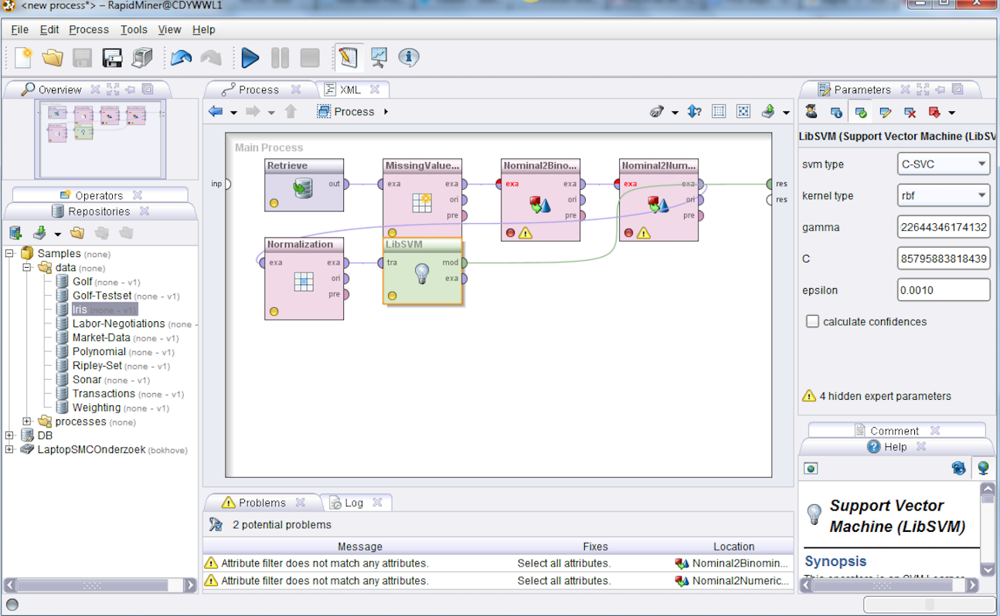 <new process*> – RapidMiner@CDYWWL1
File Edit Process Tools View Help
Overview
Operators
Repositories
Samples (none)
data (none)
Golf (none - v1)
Golf-Testset (none - v1)
Iris (none - v1)
Labor-Negotiations (none -
Market-Data (none - v1)
Polynomial (none - v1)
Ripley-Set (none - v1)
Sonar (none - v1)
Transactions (none - v1)
Weighting (none - v1)
processes (none)
DB
LaptopSMCOnderzoek (bokhove)
Process XML
Process
Main Process
inp
Retrieve
out
MissingValue...
exa exa
ori
pre
Nominal2Bino...
exa exa
ori
pre
Nominal2Num...
exa exa
ori
pre
res
res
Normalization
exa exa
ori
pre
LibSVM
tra mod
exa
Problems Log
2 potential problems
Message Fixes Location
Attribute filter does not match any attributes. Select all attributes. Nominal2Binomin...
Attribute filter does not match any attributes. Select all attributes. Nominal2Numeric...
Parameters
LibSVM (Support Vector Machine (LibSV
svm type C-SVC
kernel type rbf
gamma 22644346174132
C 85795883818439
epsilon 0.0010
calculate confidences
4 hidden expert parameters
Comment
Help
Support Vector
Machine (LibSVM)
Synopsis